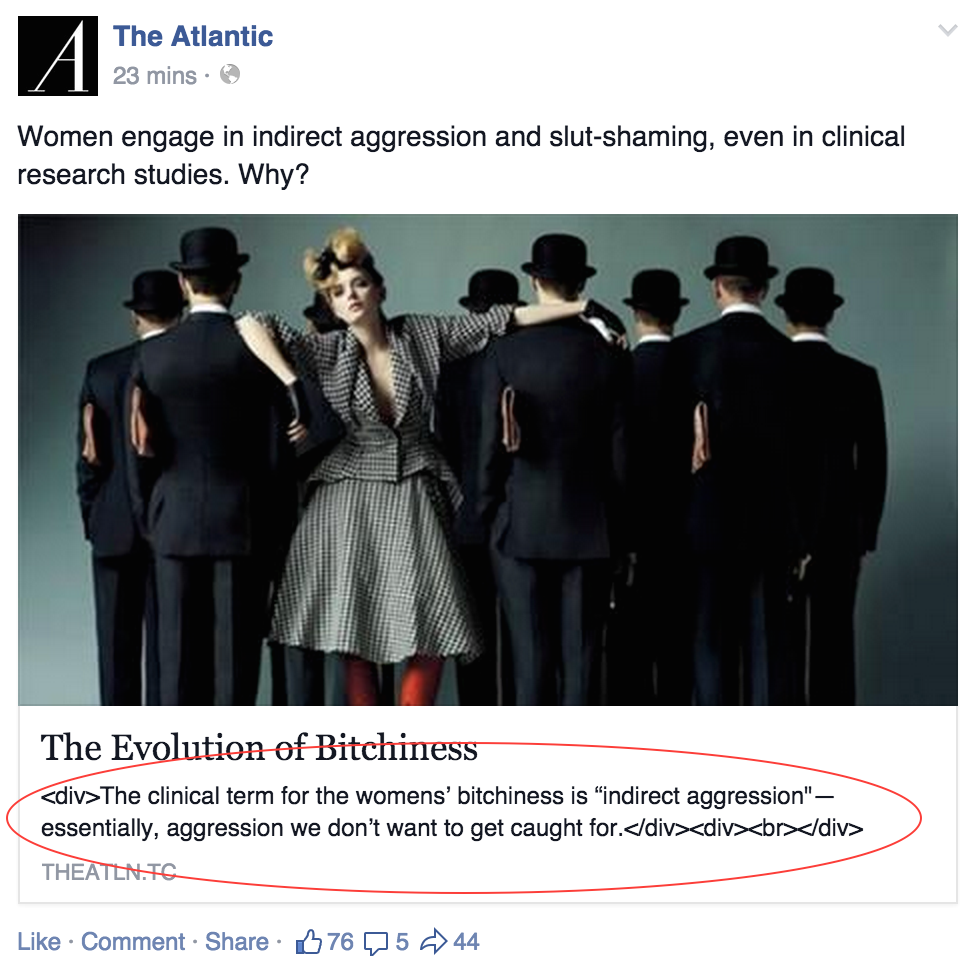 A
The Atlantic
23 mins ·
Women engage in indirect aggression and slut-shaming, even in clinical
research studies. Why?
The Evolution of Bitchiness
<div>The clinical term for the womens’ bitchiness is “indirect aggression"—
essentially, aggression we don’t want to get caught for.</div><div><br></div>
THEATLN.TC
Like · Comment · Share · 76 5 44